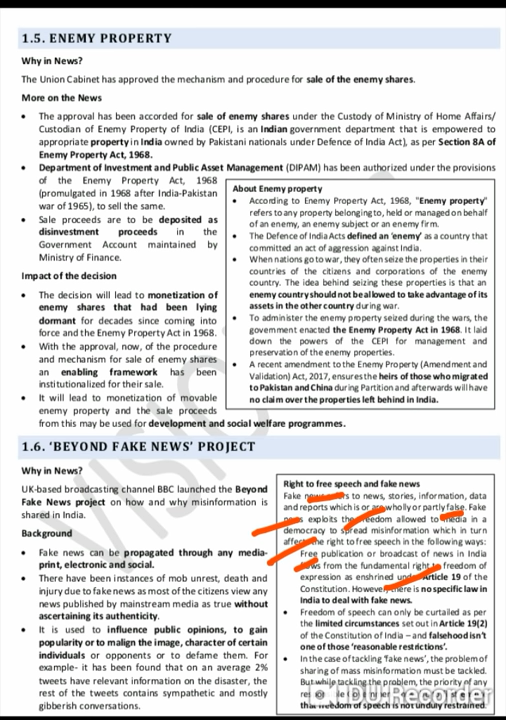 1.5. ENEMY PROPERTY
Why in News?
The Union Cabinet has approved the mechanism and procedure for sale of the enemy shares.
More on the News
• The approval has been accorded for sale of enemy shares under the Custody of Ministry of Home Affairs/
Custodian of Enemy Property of India (CEPI, is an Indian government department that is empowered to
appropriate property in India owned by Pakistani nationals under Defence of India Act), as per Section 8A of
Enemy Property Act, 1968.
• Department of Investment and Public Asset Management (DIPAM) has been authorized under the provisions
of the Enemy Property Act, 1968
(promulgated in 1968 after India-Pakistan
war of 1965), to sell the same.
• Sale proceeds are to be deposited as
disinvestment proceeds in the
Government Account maintained by
Ministry of Finance.
Impact of the decision
• The decision will lead to monetization of
enemy shares that had been lying
dormant for decades since coming into
force and the Enemy Property Act in 1968.
• With the approval, now, of the procedure
and mechanism for sale of enemy shares
an enabling framework has been
institutionalized for their sale.
• It will lead to monetization of movable
enemy property and the sale proceeds
from this may be used for development and social welfare programmes.
About Enemy property
• According to Enemy Property Act, 1968, "Enemy property"
refers to any property belonging to, held or managed on behalf
of an enemy, an enemy subject or an enemy firm.
• The Defence of India Acts defined an 'enemy' as a country that
committed an act of aggression against India.
• When nations go to war, they often seize the properties in their
countries of the citizens and corporations of the enemy
country. The idea behind seizing these properties is that an
enemy country should not be allowed to take advantage of its
assets in the other country during war.
• To administer the enemy property seized during the wars, the
government enacted the Enemy Property Act in 1968. It laid
down the powers of the CEPI for management and
preservation of the enemy properties.
• A recent amendment to the Enemy Property (Amendment and
Validation) Act, 2017, ensures the heirs of those who migrated
to Pakistan and China during Partition and afterwards will have
no claim over the properties left behind in India.
1.6. 'BEYOND FAKE NEWS' PROJECT
Why in News?
UK-based broadcasting channel BBC launched the Beyond
Fake News project on how and why misinformation is
shared in India.
Background
• Fake news can be propagated through any media-
print, electronic and social.
• There have been instances of mob unrest, death and
injury due to fake news as most of the citizens view any
news published by mainstream media as true without
ascertaining its authenticity.
• It is used to influence public opinions, to gain
popularity or to malign the image, character of certain
individuals or opponents or to defame them. For
example- it has been found that on an average 2%
tweets have relevant information on the disaster, the
rest of the tweets contains sympathetic and mostly
gibberish conversations.
Right to free speech and fake news
Fake to news, stories, information, data
and reports which is or are wholly or partly false. Fake
exploits the freedom allowed to media in a
democracy to spread misinformation which in turn
affect the right to free speech in the following ways:
Free publication or broadcast of news in India
from the fundamental right freedom of
expression as enshrined under Article 19 of the
Constitution. However, there is no specific law in
India to deal with fake news.
• Freedom of speech can only be curtailed as per
the limited circumstances set out in Article 19(2)
of the Constitution of India – and falsehood isn't
one of those 'reasonable restrictions'.
• In the case of tackling 'fake news', the problem of
sharing of mass misinformation must be tackled.
But while tackling the problem, the priority of any
Recorder
that freedom of speech is not unduly restrained.
VISION